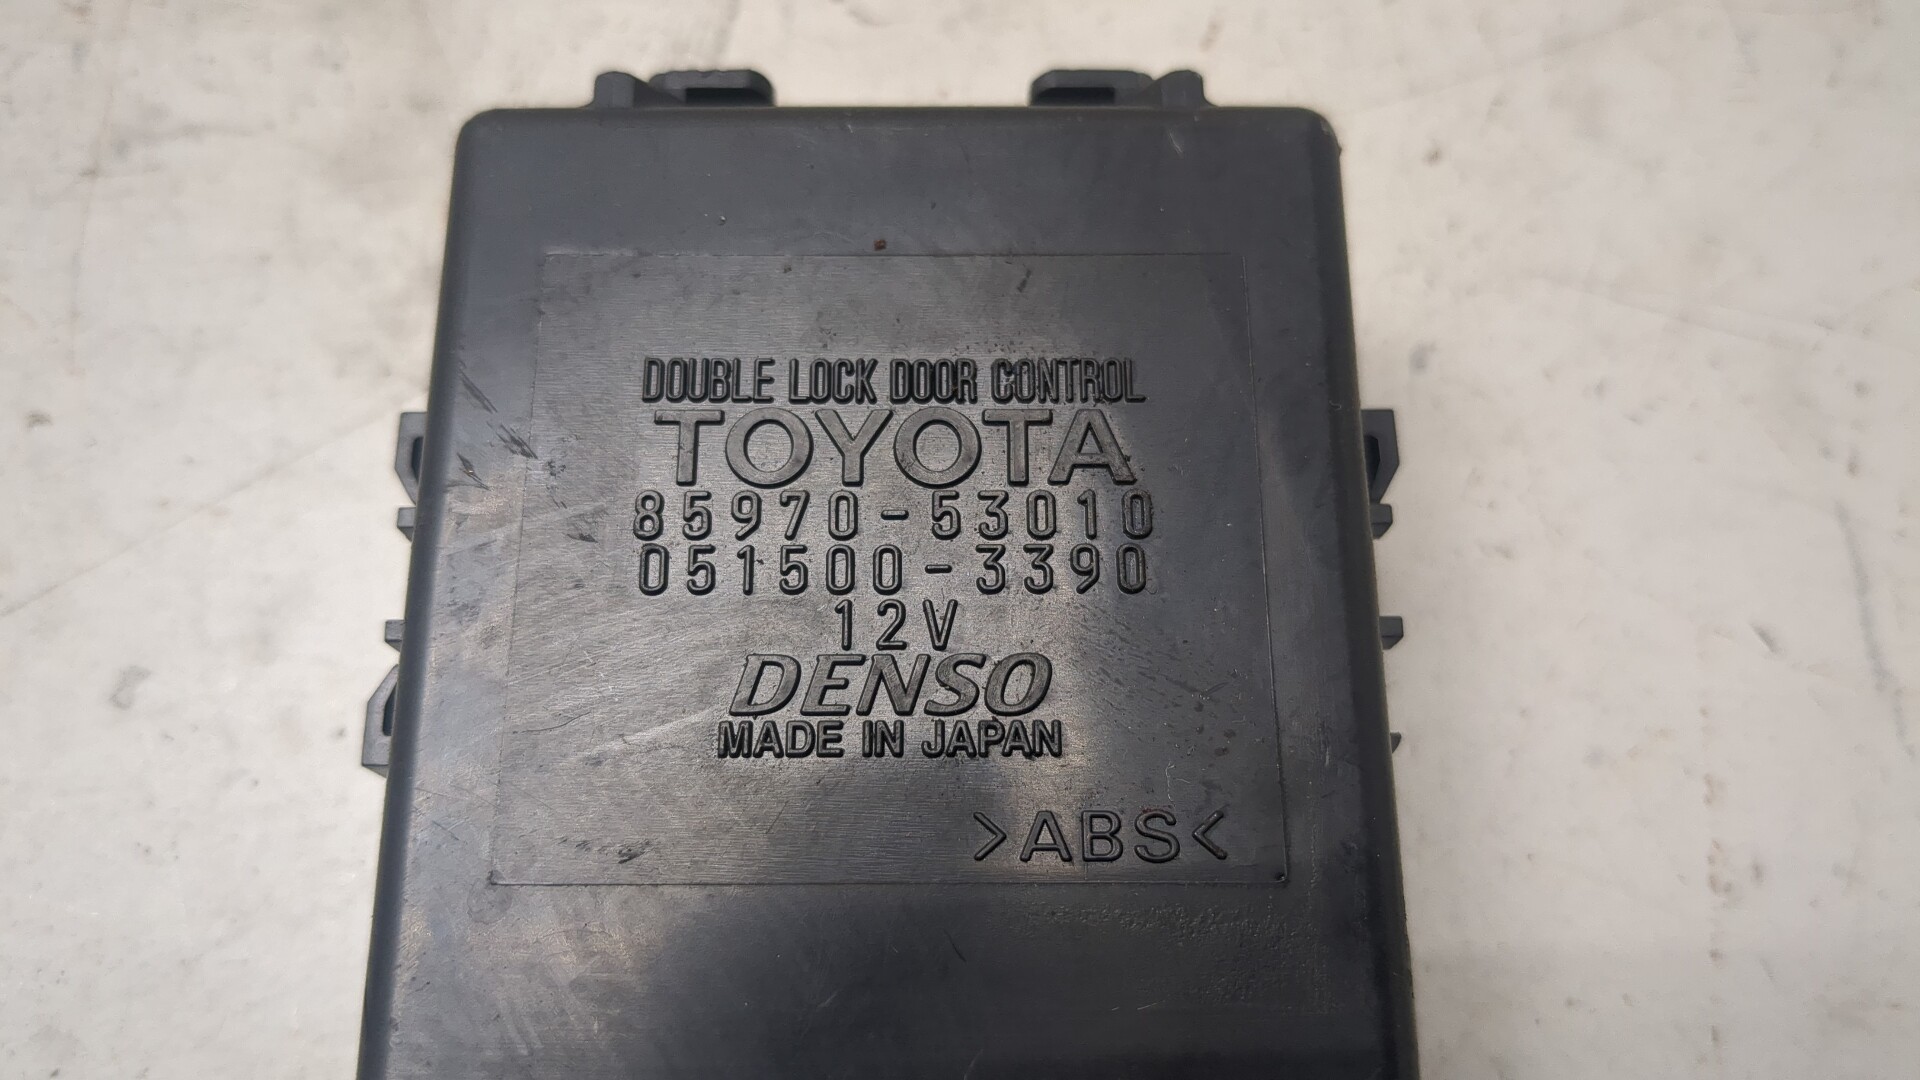 DOUBLE LOCK DOOR CONTROL
TOYOTA
85970-53010
051500-3390
12V
DENSO
MADE IN JAPAN
>ABS<